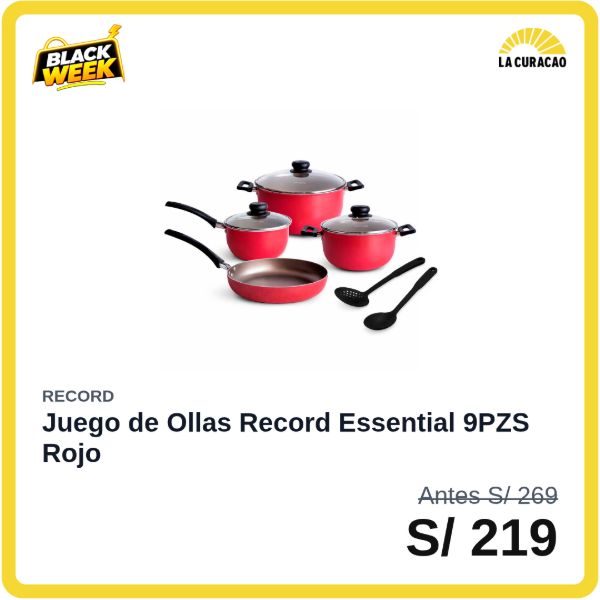 BLACK
WEEK
LA CURACAO
RECORD
Juego de Ollas Record Essential 9PZS
Rojo
Antes S/ 269
S/ 219